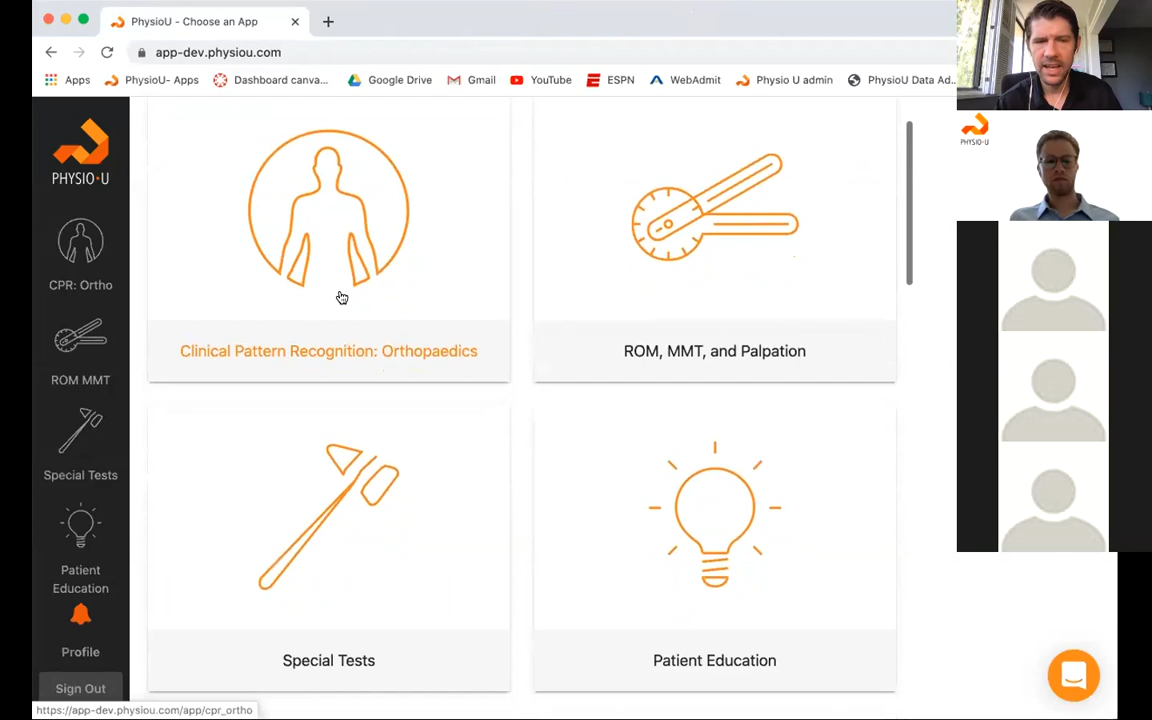 PhysioU - Choose an App
app-dev.physiou.com
Apps
PhysioU- Apps
Dashboard canva...
Google Drive
Gmail
YouTube
ESPN
WebAdmit
Physio U admin
PhysioU Data Ad...
PHYSIO•U
CPR: Ortho
ROM MMT
Special Tests
Patient
Education
Profile
Sign Out
Clinical Pattern Recognition: Orthopaedics
ROM, MMT, and Palpation
Special Tests
Patient Education
PHYSIO•U
https://app-dev.physiou.com/app/cpr_ortho